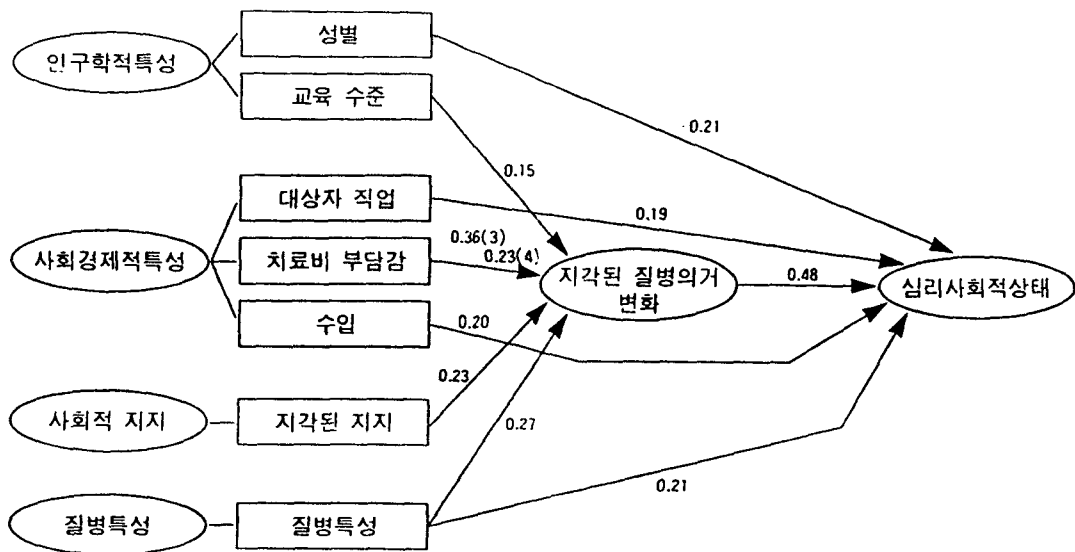 인구학적특성
성별
교육 수준
0.21
0.15
사회경제적특성
대상자 직업
0.19
치료비 부담감
0.36(3)
0.23(4)
수입
0.20
지각된 질병의거
변화
0.48
심리사회적상태
사회적 지지
지각된 지지
0.23
0.27
질병특성
질병특성
0.21